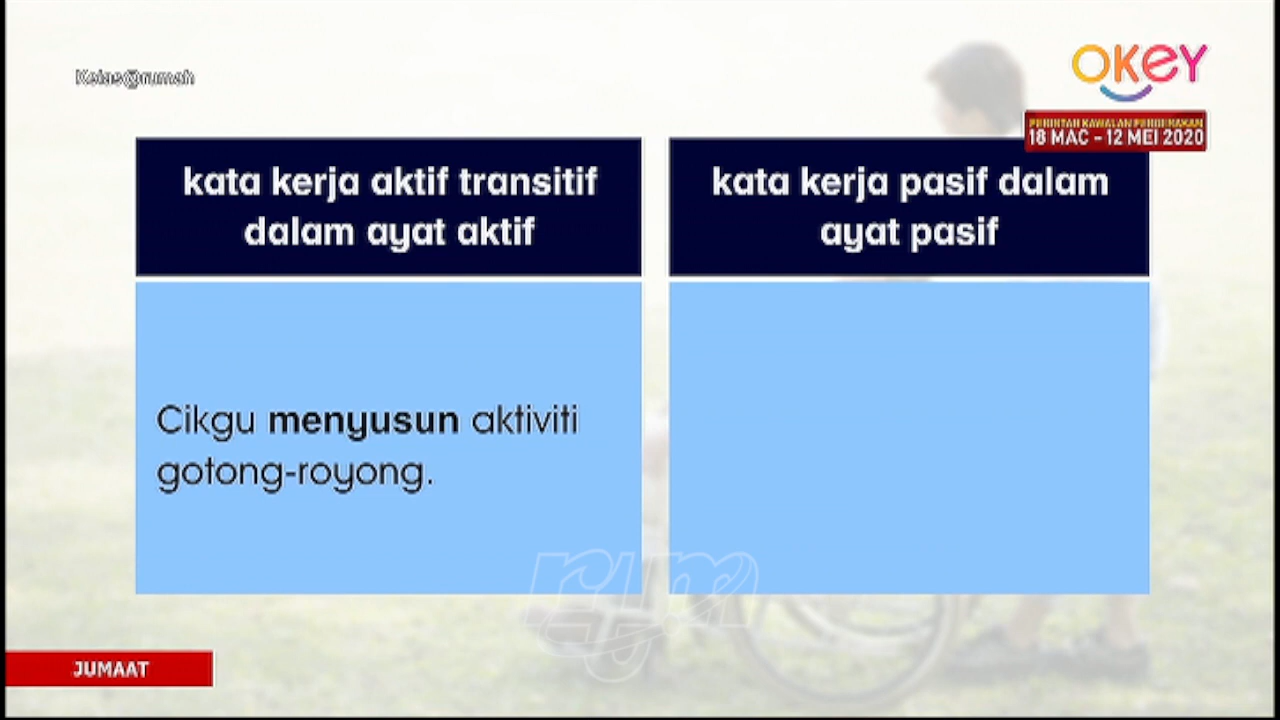 Kelas@rumah
OKEY
PERINTAH KAWALAN PERGERAKAN
18 MAC - 12 MEI 2020
kata kerja aktif transitif
dalam ayat aktif
kata kerja pasif dalam
ayat pasif
Cikgu menyusun aktiviti
gotong-royong.
rtm
JUMAAT